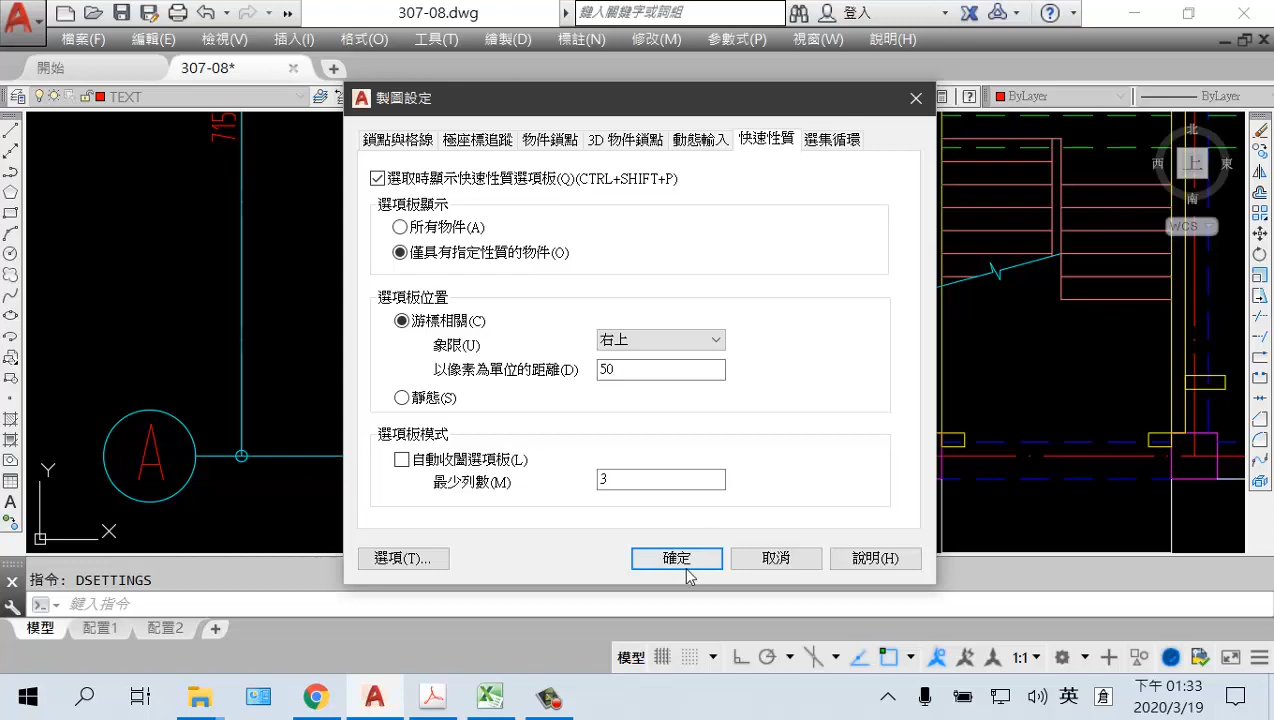 307-08.dwg
鍵入關鍵字或詞組
登入
檔案(F) 編輯(E) 檢視(V) 插入(I) 格式(O) 工具(T) 繪製(D) 標註(N) 修改(M) 參數式(P) 視窗(W) 說明(H)
開始
307-08*
TEXT
ByLayer
ByLayer
製圖設定
鎖點與格線 極座標追蹤 物件鎖點 3D 物件鎖點 動態輸入 快速性質 選集循環
選取時顯示快速性質選項板(Q)(CTRL+SHIFT+P)
選項板顯示
所有物件(A)
僅具有指定性質的物件(O)
選項板位置
游標相關(C)
象限(U)
右上
以像素為單位的距離(D)
50
靜態(S)
選項板模式
自動收闔選項板(L)
最少列數(M)
3
選項(T)...
確定
取消
說明(H)
715
A
Y
X
北
西
上
東
南
WCS
指令: DSETTINGS
鍵入指令
模型 配置1 配置2
模型
1:1
英
倉
下午 01:33
2020/3/19